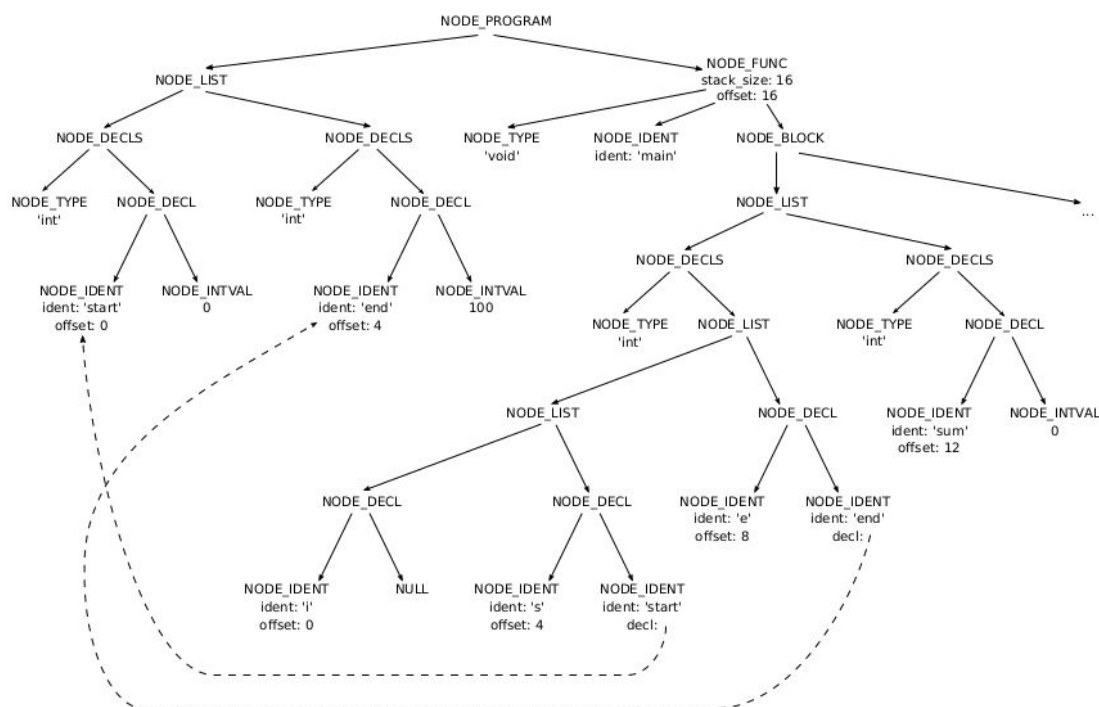 NODE_PROGRAM
NODE_LIST
NODE_FUNC
stack_size: 16
offset: 16
NODE_DECLS
NODE_DECLS
NODE_TYPE
'void'
NODE_IDENT
ident: 'main'
NODE_BLOCK
NODE_TYPE
'int'
NODE_DECL
NODE_TYPE
'int'
NODE_DECL
NODE_LIST
...
NODE_IDENT
ident: 'start'
offset: 0
NODE_INTVAL
0
NODE_IDENT
ident: 'end'
offset: 4
NODE_INTVAL
100
NODE_DECLS
NODE_DECLS
NODE_TYPE
'int'
NODE_LIST
NODE_TYPE
'int'
NODE_DECL
NODE_LIST
NODE_DECL
NODE_IDENT
ident: 'sum'
offset: 12
NODE_INTVAL
0
NODE_DECL
NODE_DECL
NODE_IDENT
ident: 'e'
offset: 8
NODE_IDENT
ident: 'end'
decl:
NODE_IDENT
ident: 'i'
offset: 0
NULL
NODE_IDENT
ident: 's'
offset: 4
NODE_IDENT
ident: 'start'
decl: